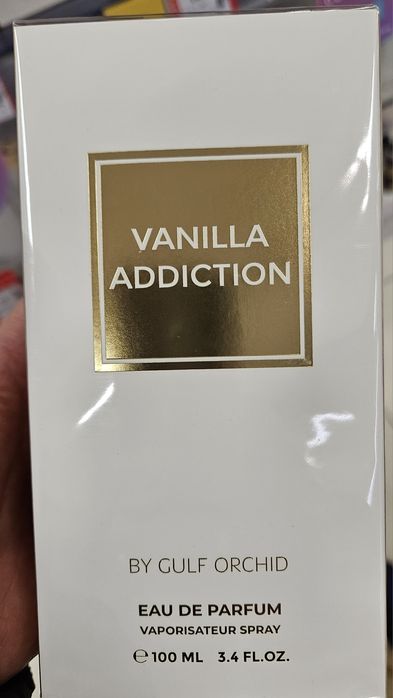 VANILLA
ADDICTION
BY GULF ORCHID
EAU DE PARFUM
VAPORISATEUR SPRAY
℮ 100 ML 3.4 FL.OZ.